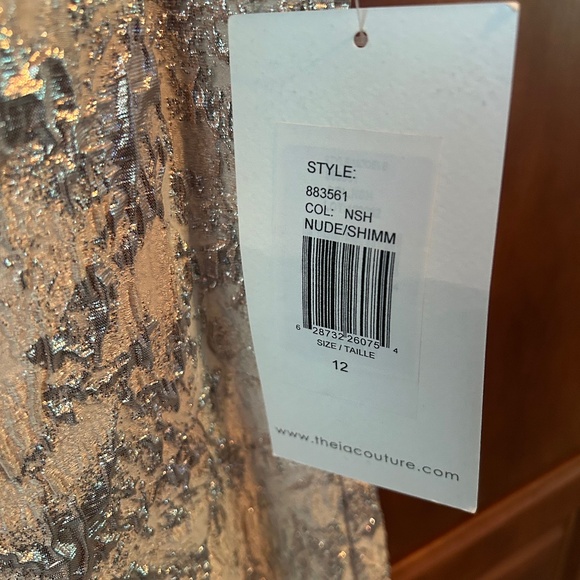 STYLE:
883561
COL: NSH
NUDE/SHIMM
6 28732 26075 4
SIZE / TAILLE
12
www.theiacouture.com